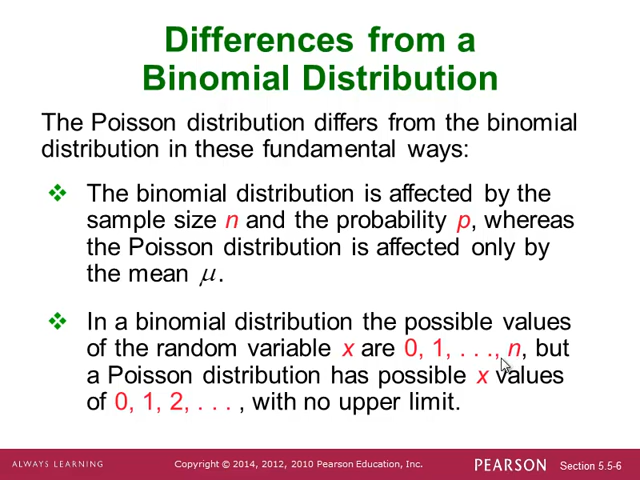 Differences from a
Binomial Distribution
The Poisson distribution differs from the binomial
distribution in these fundamental ways:
❖ The binomial distribution is affected by the
sample size n and the probability p, whereas
the Poisson distribution is affected only by
the mean μ.
❖ In a binomial distribution the possible values
of the random variable x are 0, 1, . . ., n, but
a Poisson distribution has possible x values
of 0, 1, 2, . . . , with no upper limit.
ALWAYS LEARNING
Copyright © 2014, 2012, 2010 Pearson Education, Inc.
PEARSON
Section 5.5-6